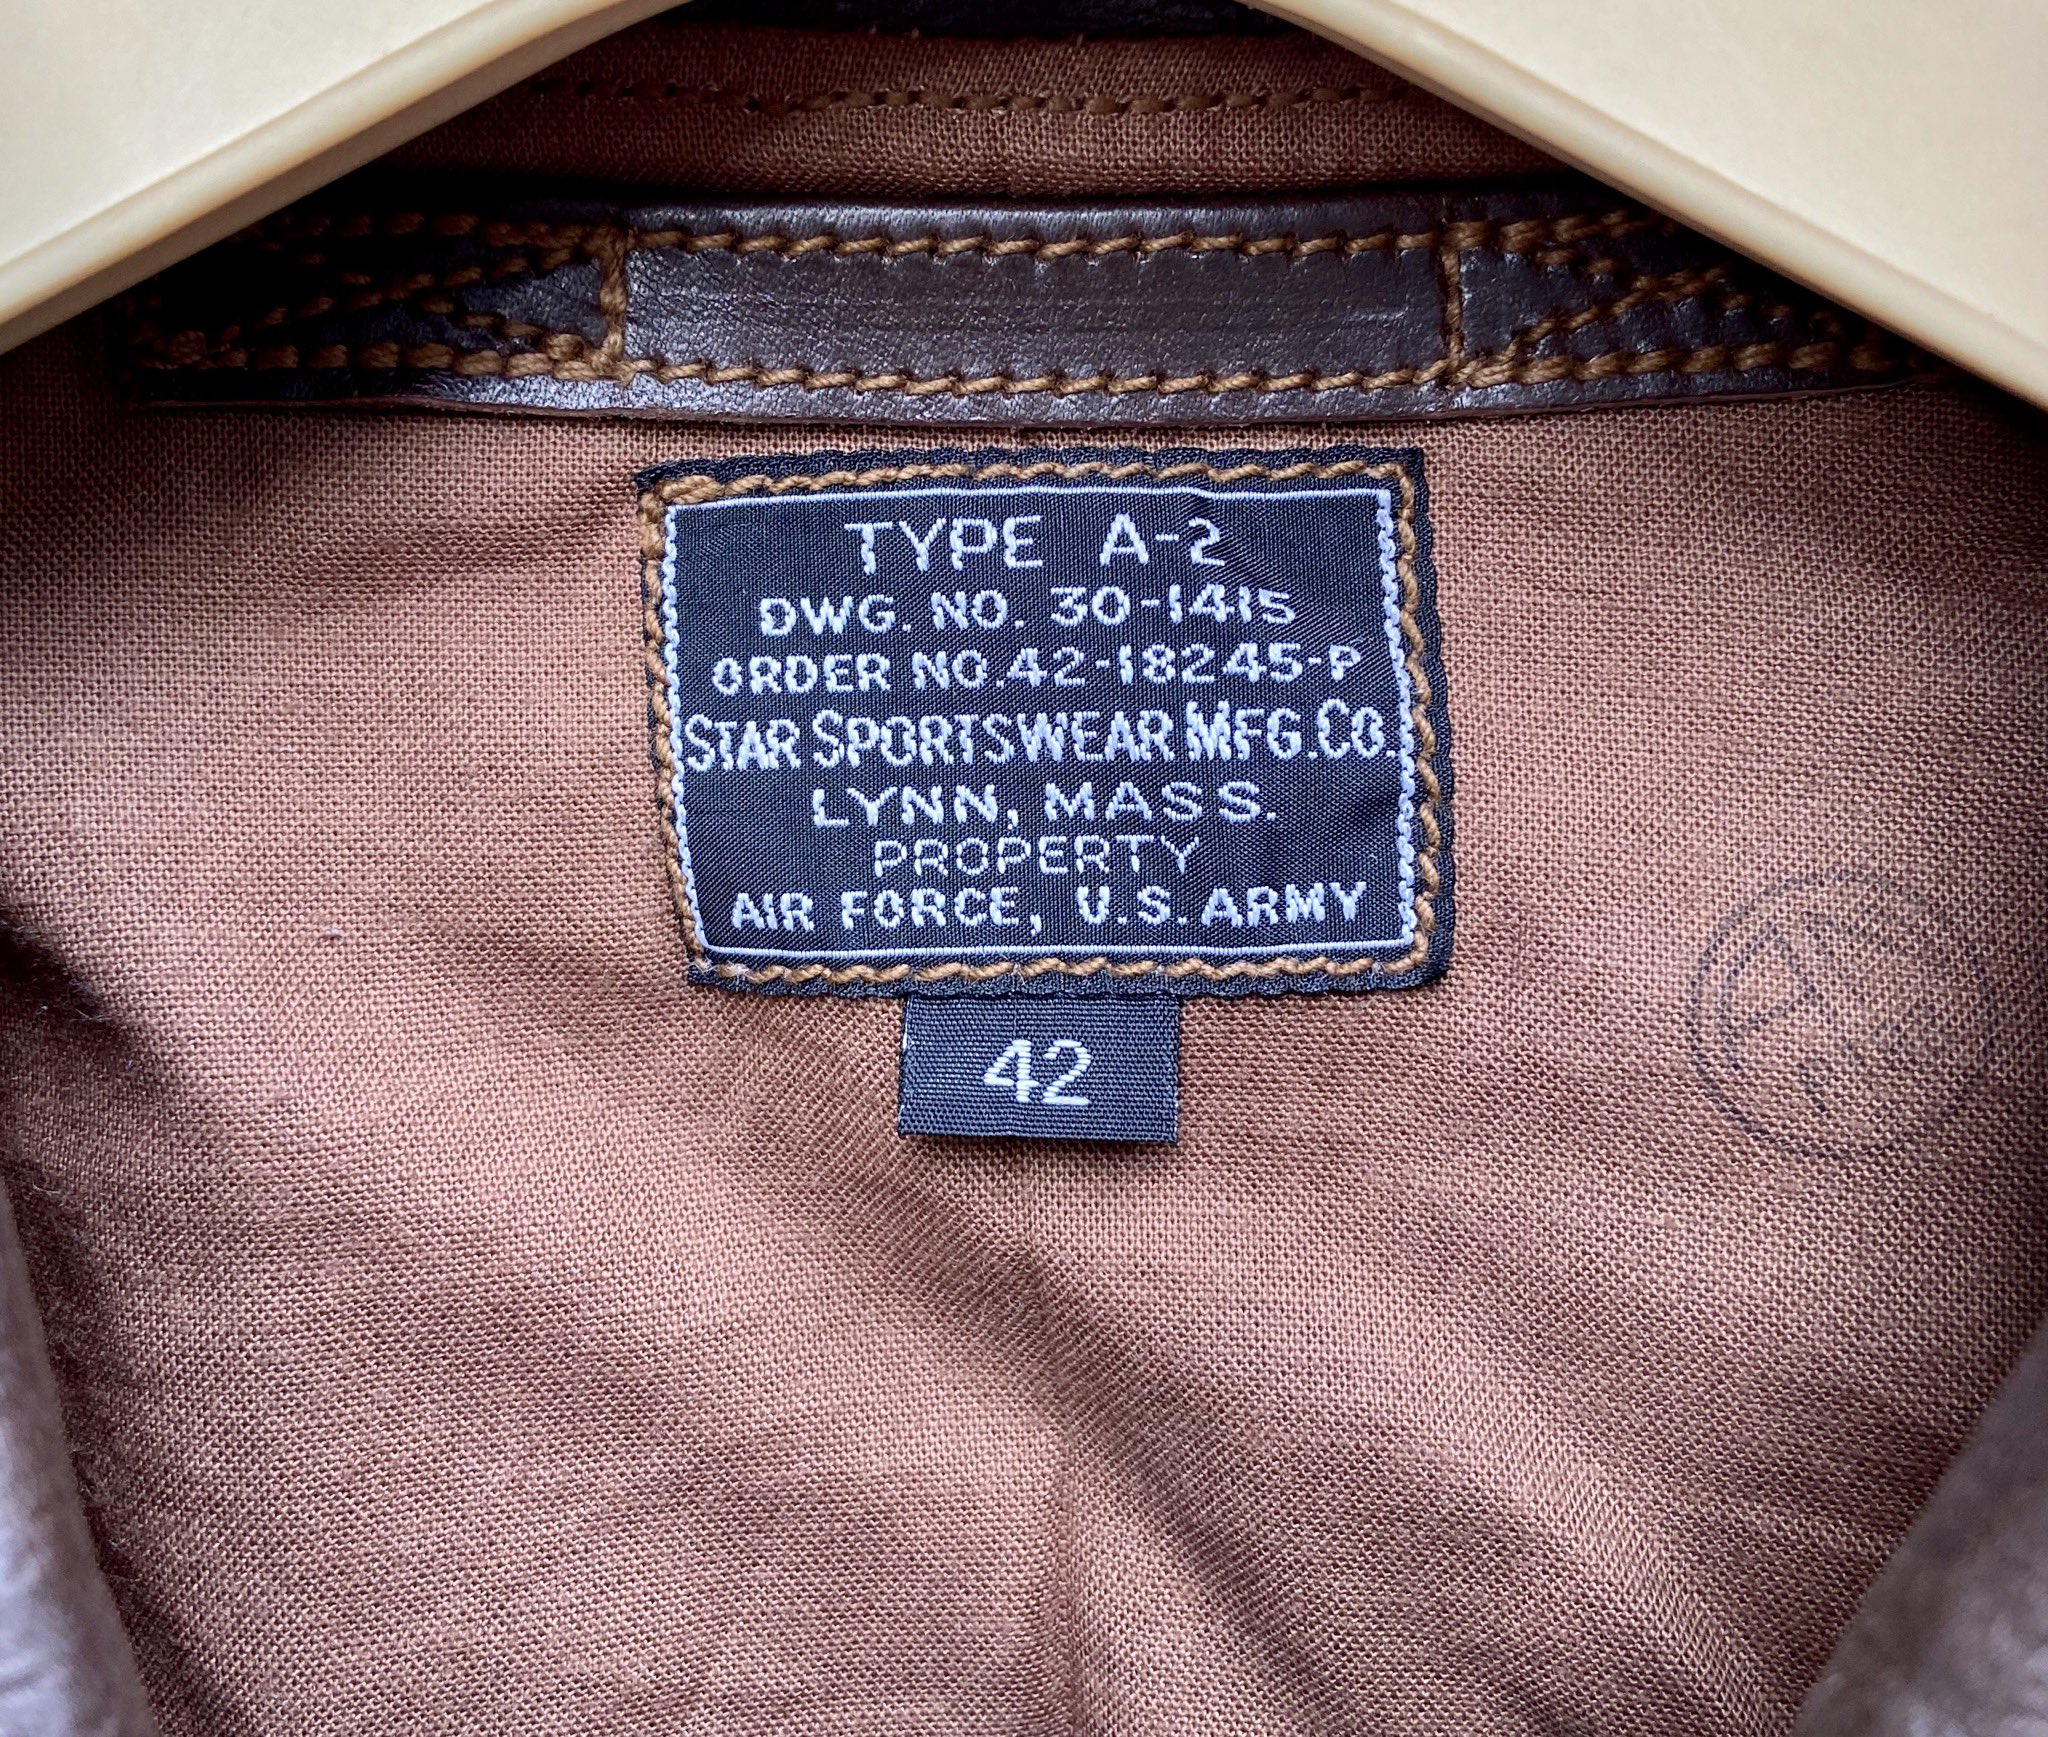 TYPE A-2
DWG. NO. 30-1415
ORDER NO. 42-18245-P
STAR SPORTSWEAR MFG. CO.
LYNN, MASS.
PROPERTY
AIR FORCE, U.S. ARMY
42